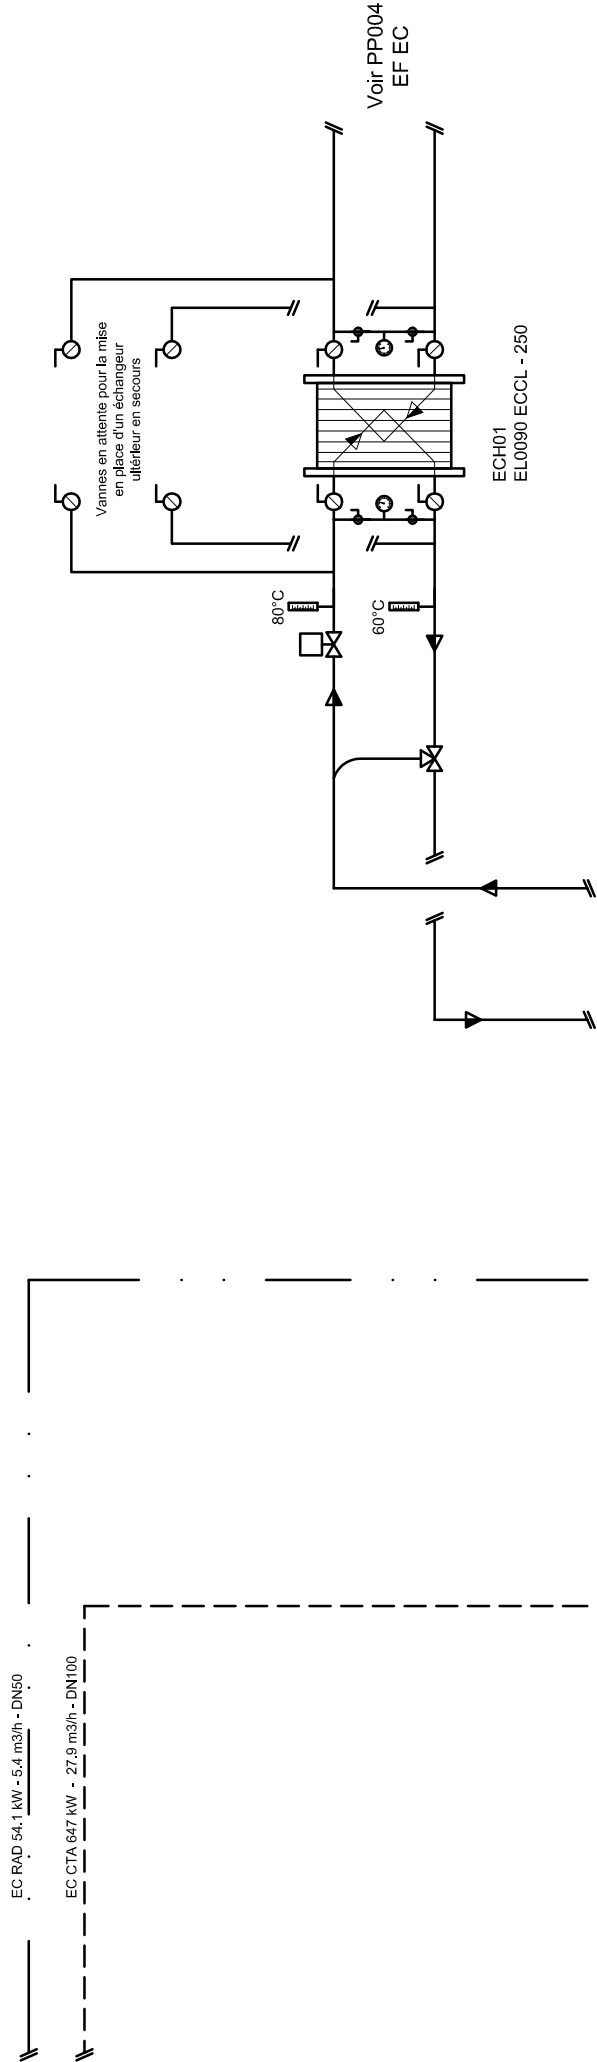 EC RAD 54.1 kW - 5.4 m3/h - DN50
EC CTA 647 kW - 27.9 m3/h - DN100
Vannes en attente pour la mise
en place d'un échangeur
ultérieur en secours
80°C
60°C
ECH01
EL0090 ECCL - 250
Voir PP004
EF EC